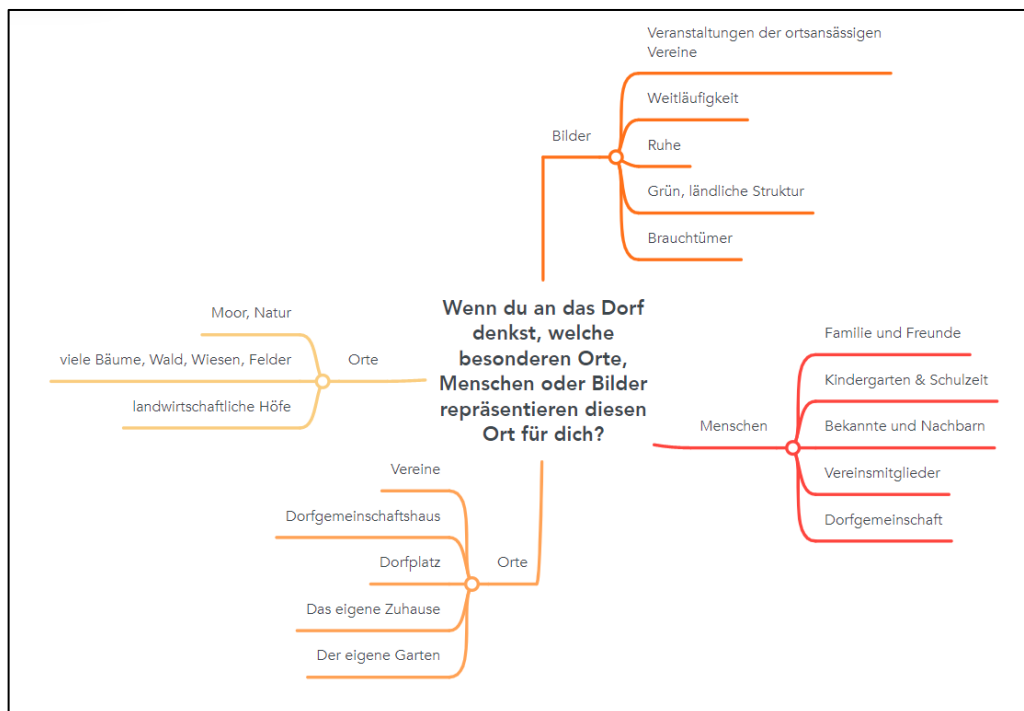 Veranstaltungen der ortsansässigen
Vereine
Weitläufigkeit
Bilder
Ruhe
Grün, ländliche Struktur
Brauchtümer
Wenn du an das Dorf
denkst, welche
besonderen Orte,
Menschen oder Bilder
repräsentieren diesen
Ort für dich?
Moor, Natur
viele Bäume, Wald, Wiesen, Felder
Orte
landwirtschaftliche Höfe
Familie und Freunde
Kindergarten & Schulzeit
Menschen
Bekannte und Nachbarn
Vereinsmitglieder
Dorfgemeinschaft
Vereine
Dorfgemeinschaftshaus
Dorfplatz
Orte
Das eigene Zuhause
Der eigene Garten